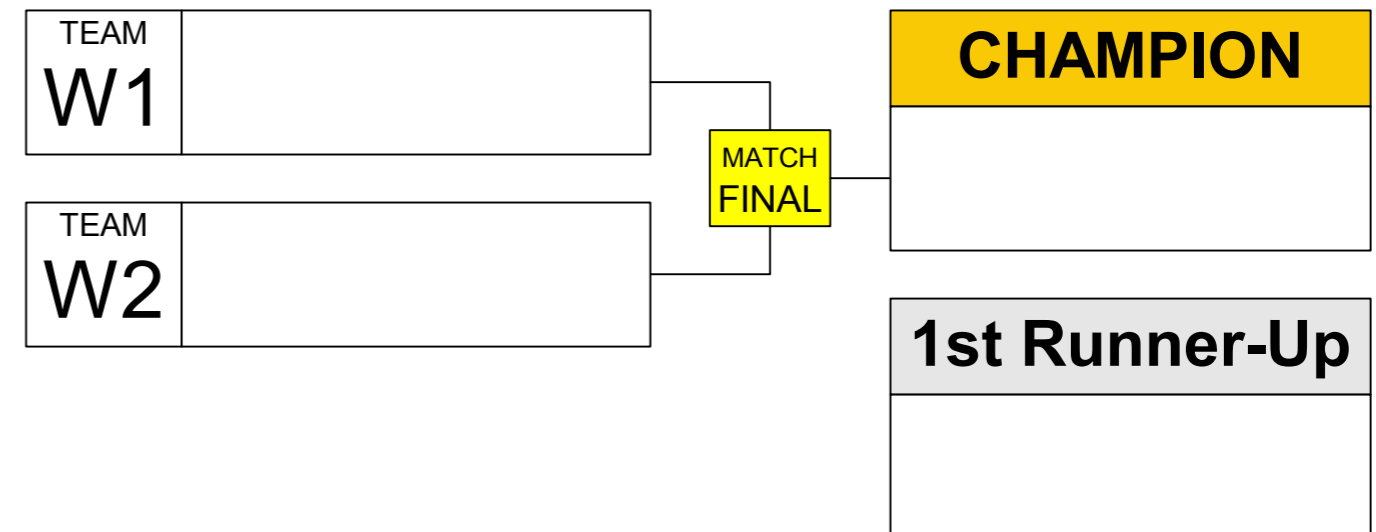 TEAM
W1
TEAM
W2
MATCH
FINAL
CHAMPION
1st Runner-Up